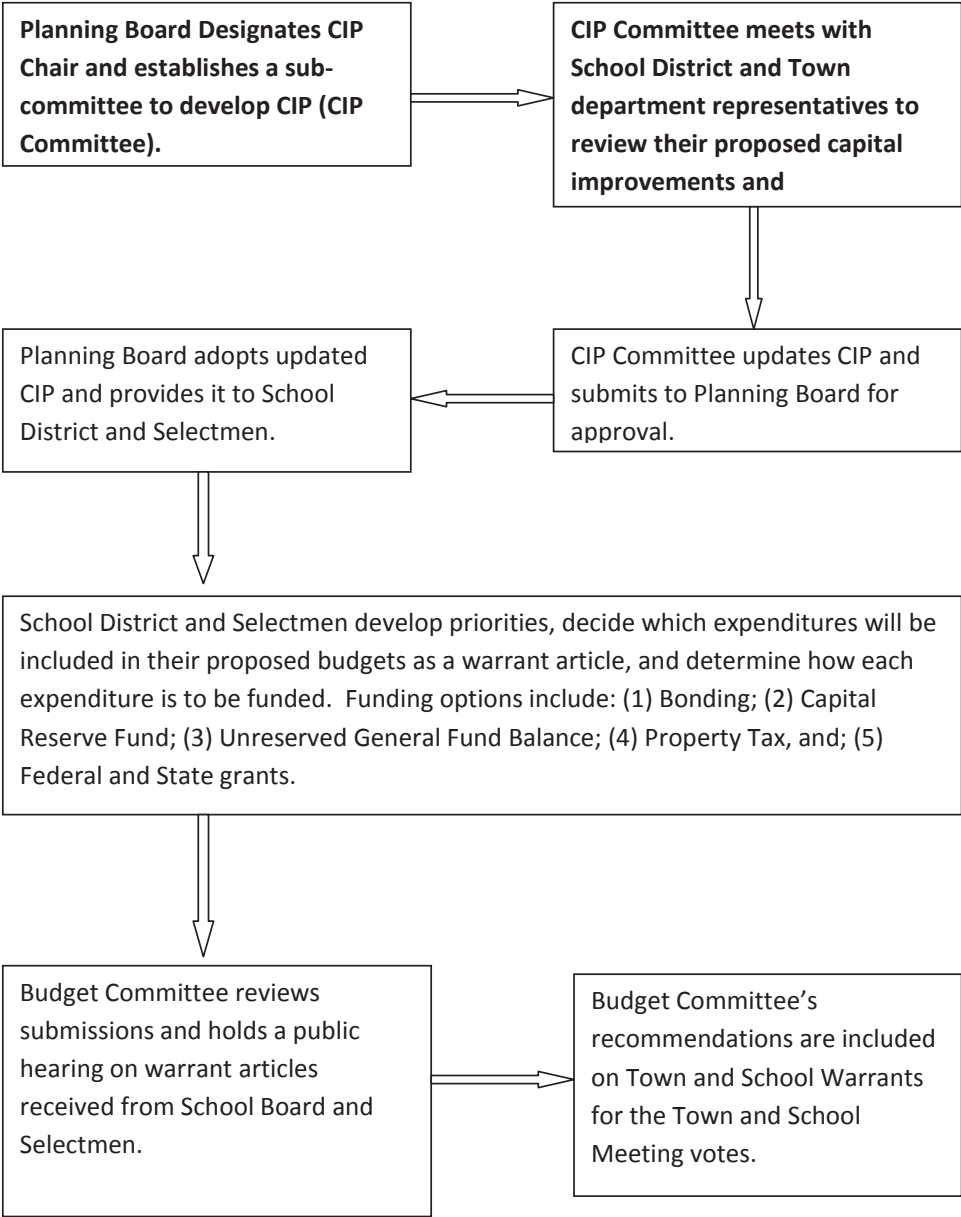 Planning Board Designates CIP
Chair and establishes a sub-
committee to develop CIP (CIP
Committee).
CIP Committee meets with
School District and Town
department representatives to
review their proposed capital
improvements and
CIP Committee updates CIP and
submits to Planning Board for
approval.
Planning Board adopts updated
CIP and provides it to School
District and Selectmen.
School District and Selectmen develop priorities, decide which expenditures will be
included in their proposed budgets as a warrant article, and determine how each
expenditure is to be funded.  Funding options include: (1) Bonding; (2) Capital
Reserve Fund; (3) Unreserved General Fund Balance; (4) Property Tax, and; (5)
Federal and State grants.
Budget Committee reviews
submissions and holds a public
hearing on warrant articles
received from School Board and
Selectmen.
Budget Committee’s
recommendations are included
on Town and School Warrants
for the Town and School
Meeting votes.